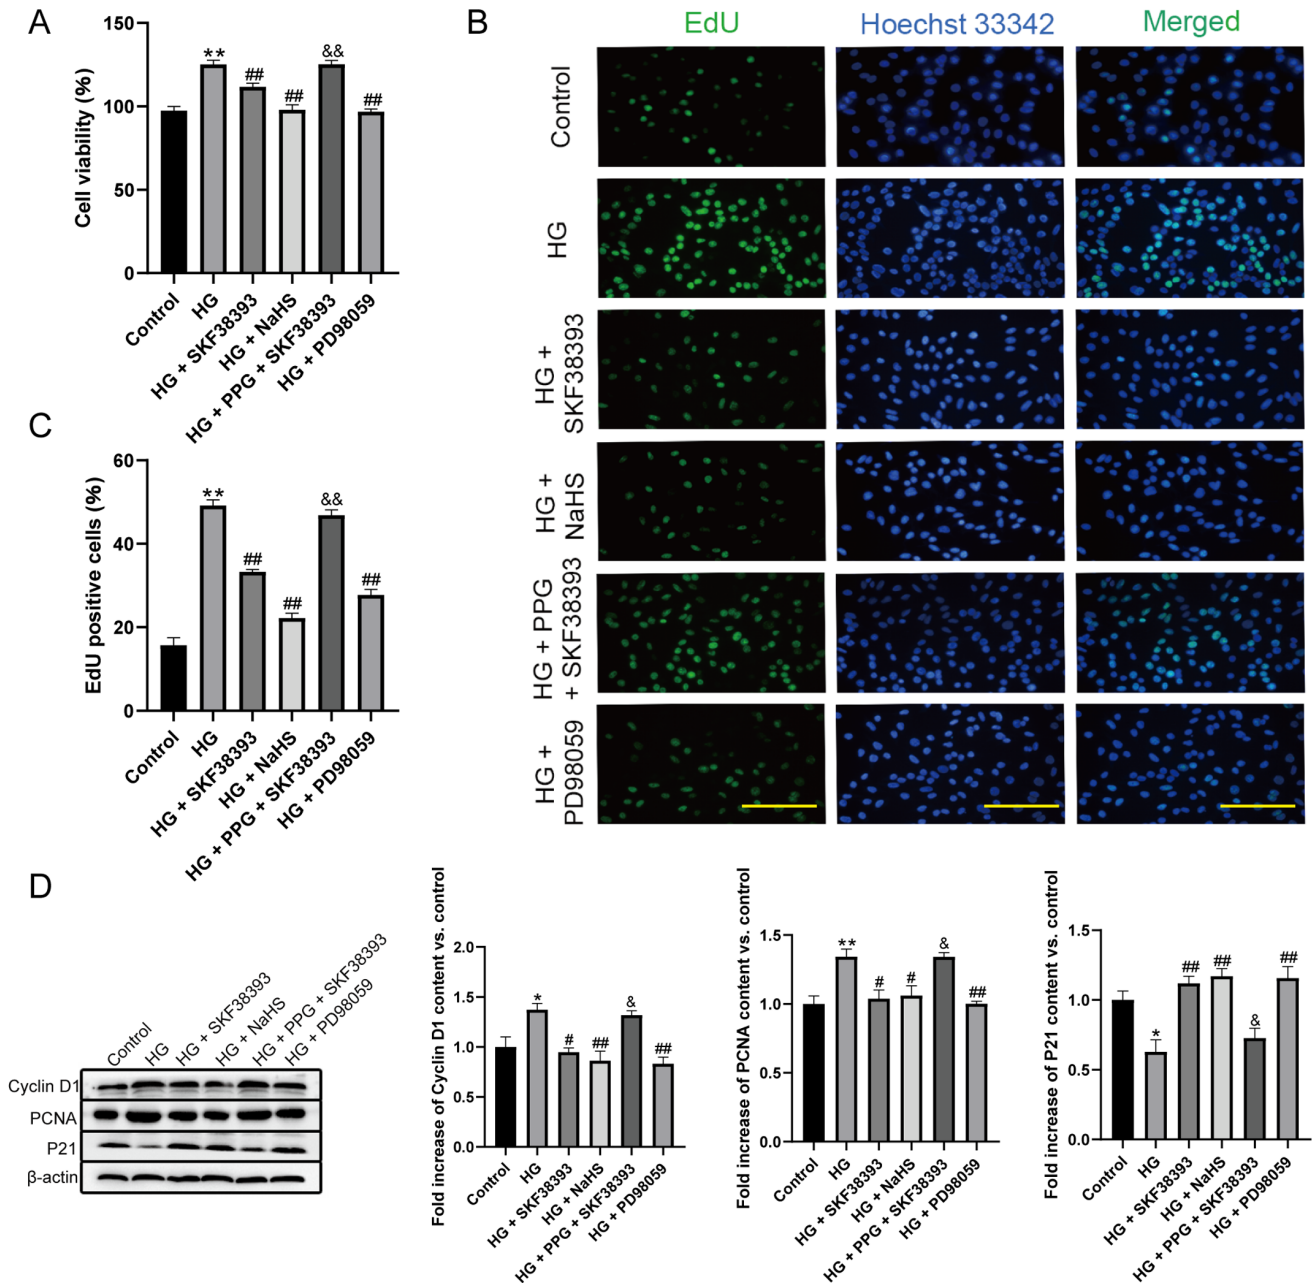 A
150
100
50
0
Cell viability (%)
**
##
##
&&
##
Control
HG
HG + SKF38393
HG + NaHS
HG + PPG + SKF38393
HG + PD98059
B
EdU
Hoechst 33342
Merged
Control
HG
HG +
SKF38393
HG +
NaHS
HG + PPG
+ SKF38393
HG +
PD98059
C
60
40
20
0
EdU positive cells (%)
**
##
##
&&
##
Control
HG
HG + SKF38393
HG + NaHS
HG + PPG + SKF38393
HG + PD98059
D
Control
HG
HG + SKF38393
HG + NaHS
HG + PPG + SKF38393
HG + PD98059
Cyclin D1
PCNA
P21
β-actin
Fold increase of Cyclin D1 content vs. control
2.0
1.5
1.0
0.5
0.0
*
#
##
&
##
Control
HG
HG + SKF38393
HG + NaHS
HG + PPG + SKF38393
HG + PD98059
Fold increase of PCNA content vs. control
1.5
1.0
0.5
0.0
**
#
#
&
##
Control
HG
HG + SKF38393
HG + NaHS
HG + PPG + SKF38393
HG + PD98059
Fold increase of P21 content vs. control
1.5
1.0
0.5
0.0
*
##
##
&
##
Control
HG
HG + SKF38393
HG + NaHS
HG + PPG + SKF38393
HG + PD98059